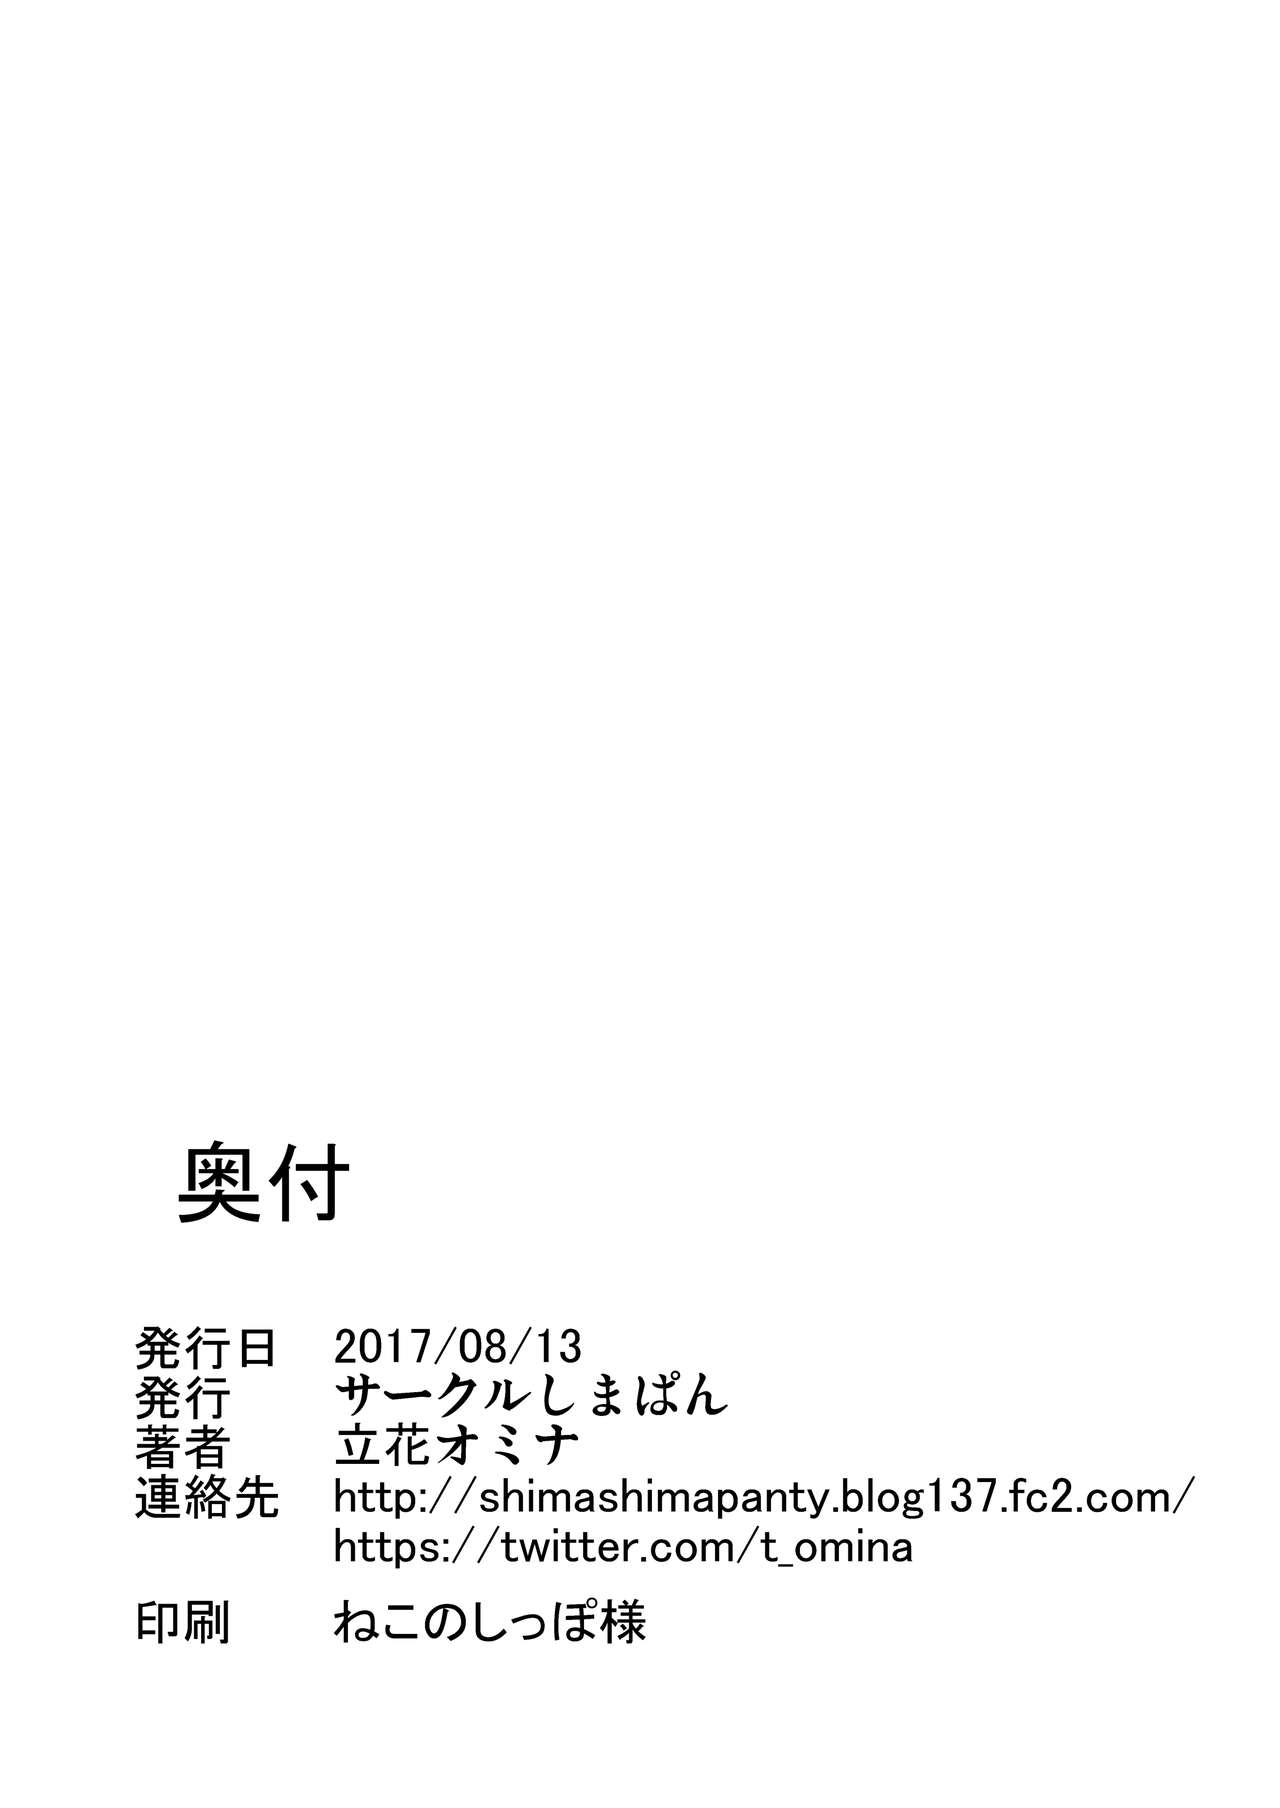 奥付
発行日 2017/08/13
発行 サークルしまぱん
著者 立花オミナ
連絡先 http://shimashimapanty.blog137.fc2.com/
https://twitter.com/t_omina
印刷 ねこのしっぽ様